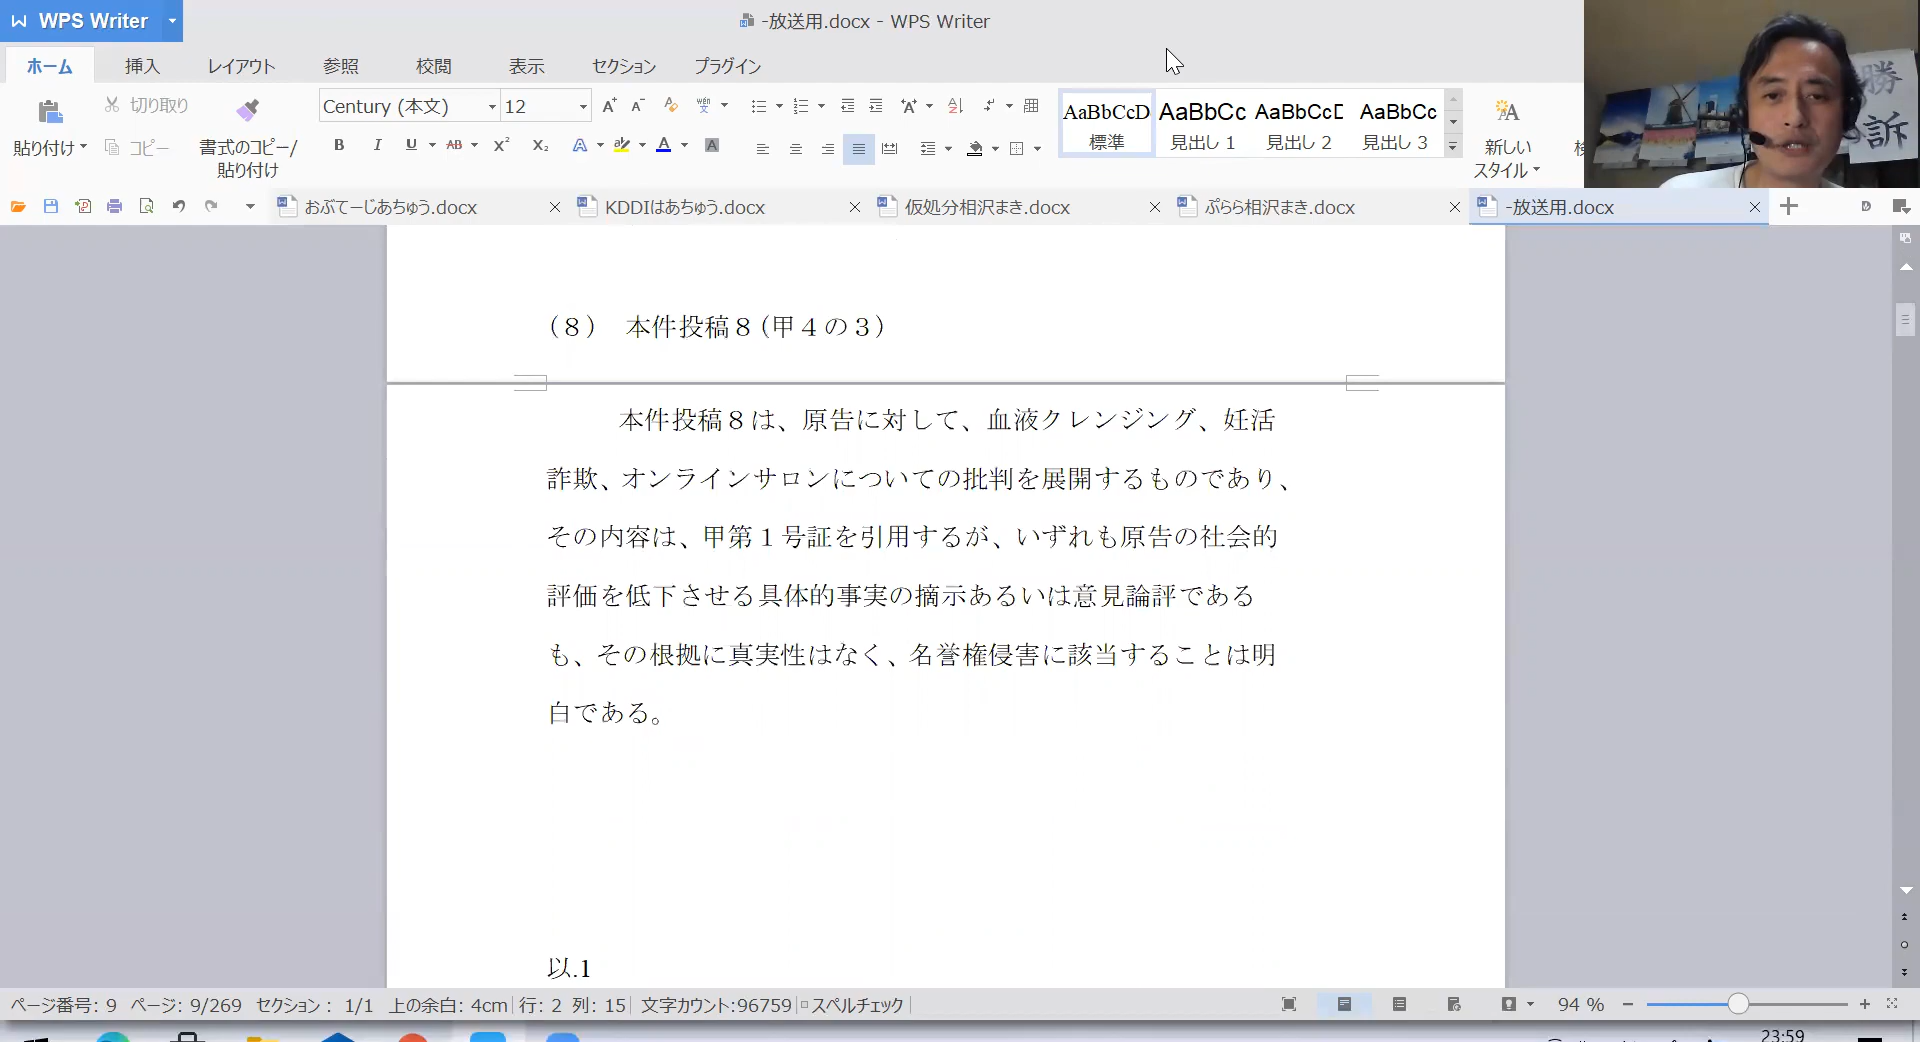 WPS Writer
-放送用.docx - WPS Writer
ホーム 挿入 レイアウト 参照 校閲 表示 セクション プラグイン
切り取り
Century (本文) 12
AaBbCcD AaBbCc AaBbCcD AaBbCc
貼り付け コピー 書式のコピー/
貼り付け
標準 見出し 1 見出し 2 見出し 3
新しい
スタイル
勝
訴
おぶてーじあちゅう.docx KDDIはあちゅう.docx 仮処分相沢まき.docx ぷらら相沢まき.docx -放送用.docx
（８） 本件投稿８（甲４の３）
本件投稿８は、原告に対して、血液クレンジング、妊活
詐欺、オンラインサロンについての批判を展開するものであり、
その内容は、甲第１号証を引用するが、いずれも原告の社会的
評価を低下させる具体的事実の摘示あるいは意見論評である
も、その根拠に真実性はなく、名誉権侵害に該当することは明
白である。
以.1
ページ番号: 9 ページ: 9/269 セクション: 1/1 上の余白: 4cm 行: 2 列: 15 文字カウント:96759 スペルチェック 94 %
23:59